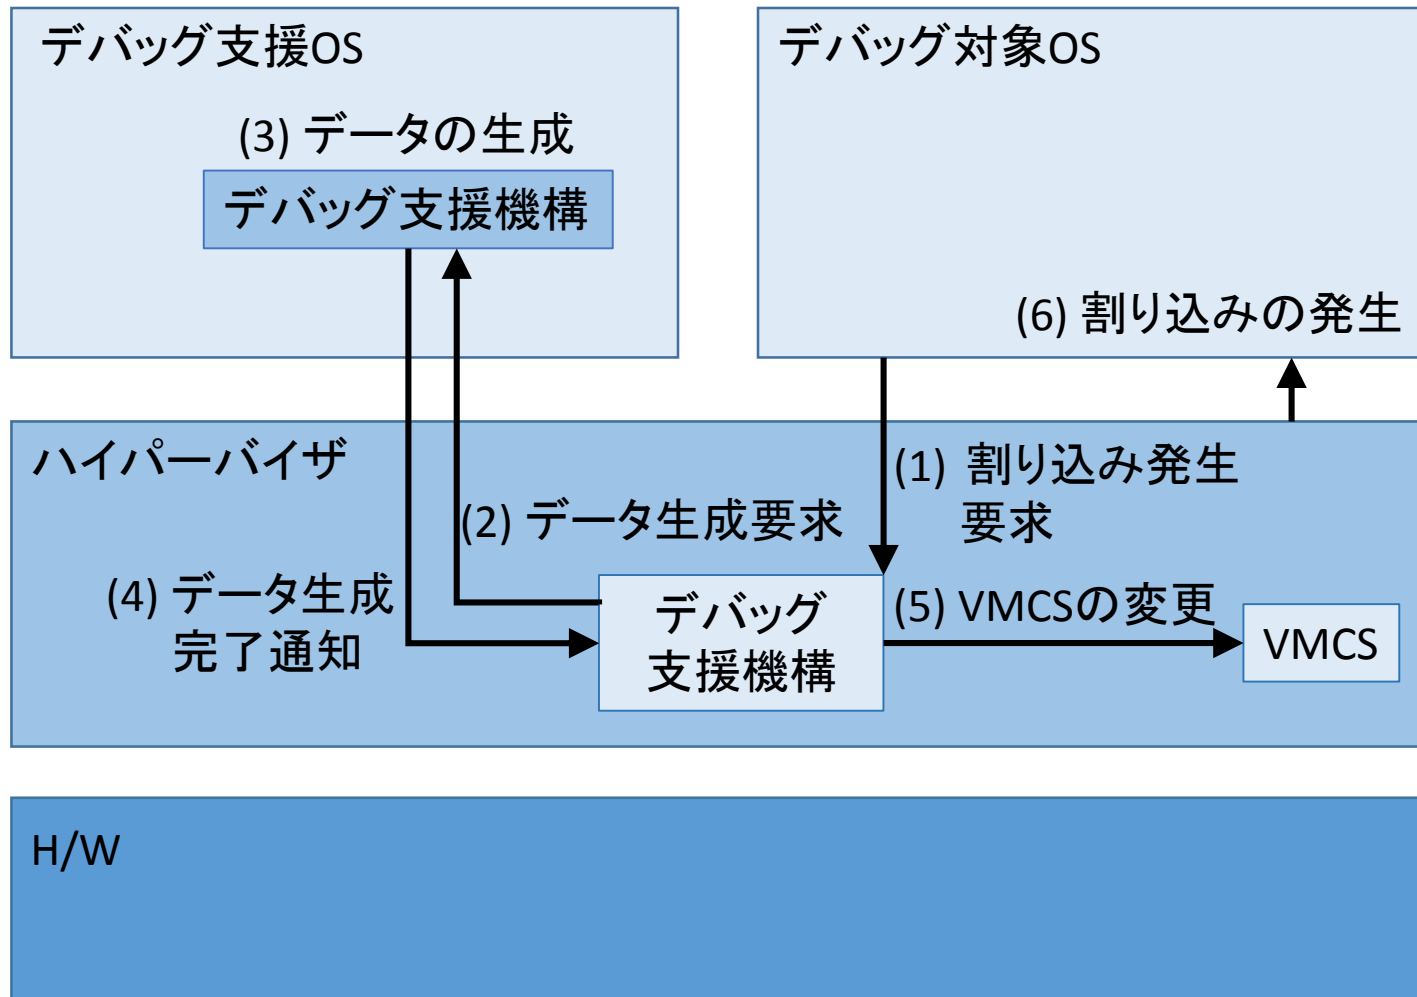 デバッグ支援OS
(3) データの生成
デバッグ支援機構
デバッグ対象OS
(6) 割り込みの発生
ハイパーバイザ
(1) 割り込み発生
要求
(2) データ生成要求
(4) データ生成
完了通知
デバッグ
支援機構
(5) VMCSの変更
VMCS
H/W